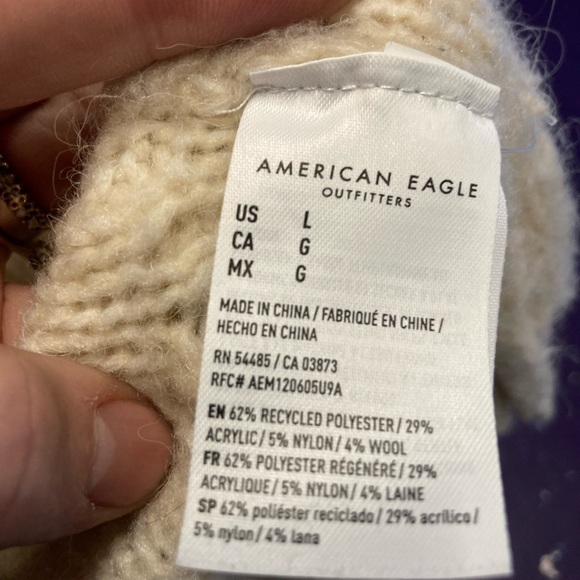 AMERICAN EAGLE
OUTFITTERS
US L
CA G
MX G
MADE IN CHINA / FABRIQUÉ EN CHINE /
HECHO EN CHINA
RN 54485 / CA 03873
RFC# AEM120605U9A
EN 62% RECYCLED POLYESTER / 29%
ACRYLIC / 5% NYLON / 4% WOOL
FR 62% POLYESTER RÉGÉNÉRÉ / 29%
ACRYLIQUE / 5% NYLON / 4% LAINE
SP 62% poliéster reciclado / 29% acrílico /
5% nylon / 4% lana